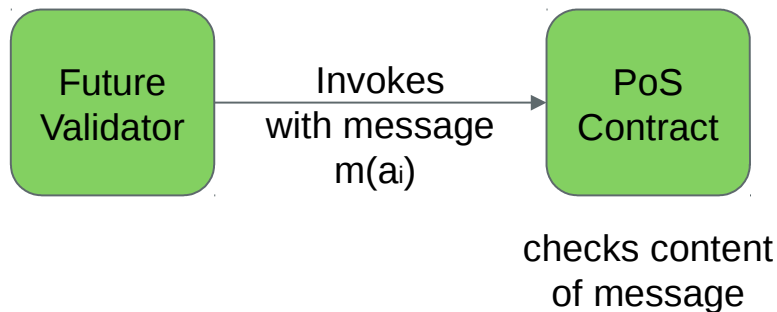 Future
Validator
Invokes
with message
m(aᵢ)
PoS
Contract
checks content
of message